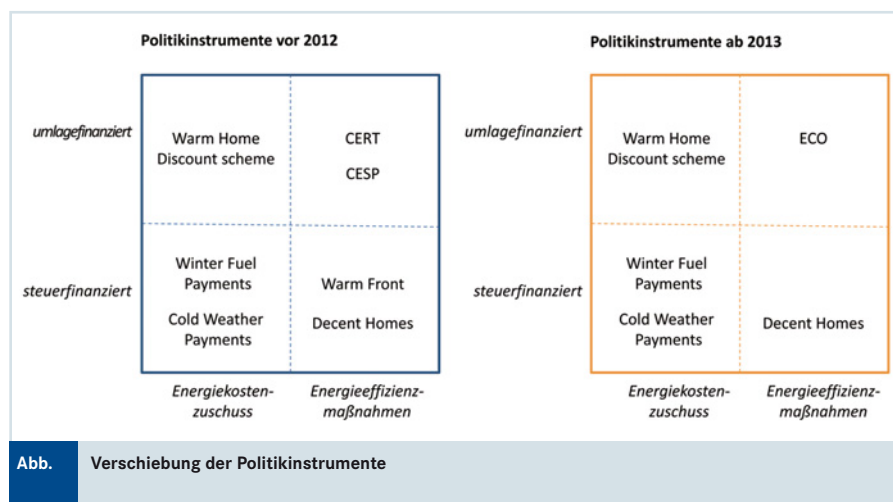 Politikinstrumente vor 2012
umlagefinanziert
Warm Home
Discount scheme
CERT
CESP
steuerfinanziert
Winter Fuel
Payments
Cold Weather
Payments
Warm Front
Decent Homes
Energiekosten-
zuschuss
Energieeffizienz-
maßnahmen
Politikinstrumente ab 2013
umlagefinanziert
Warm Home
Discount scheme
ECO
steuerfinanziert
Winter Fuel
Payments
Cold Weather
Payments
Decent Homes
Energiekosten-
zuschuss
Energieeffizienz-
maßnahmen
Abb. Verschiebung der Politikinstrumente